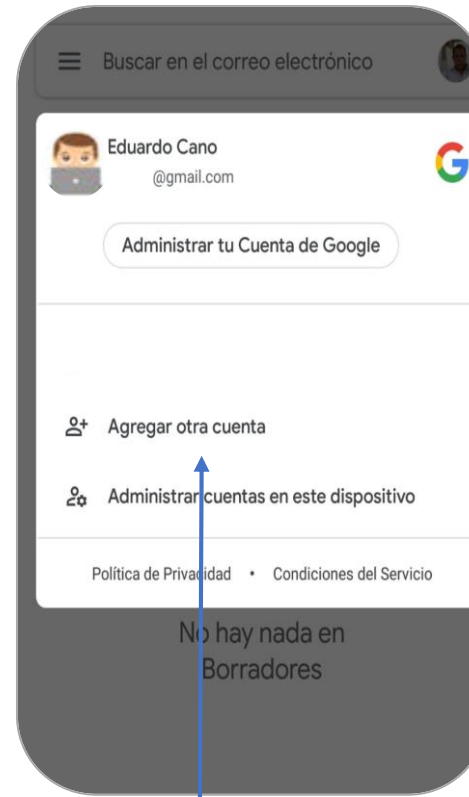 Buscar en el correo electrónico
Eduardo Cano
@gmail.com
Administrar tu Cuenta de Google
Agregar otra cuenta
Administrar cuentas en este dispositivo
Política de Privacidad • Condiciones del Servicio
No hay nada en
Borradores